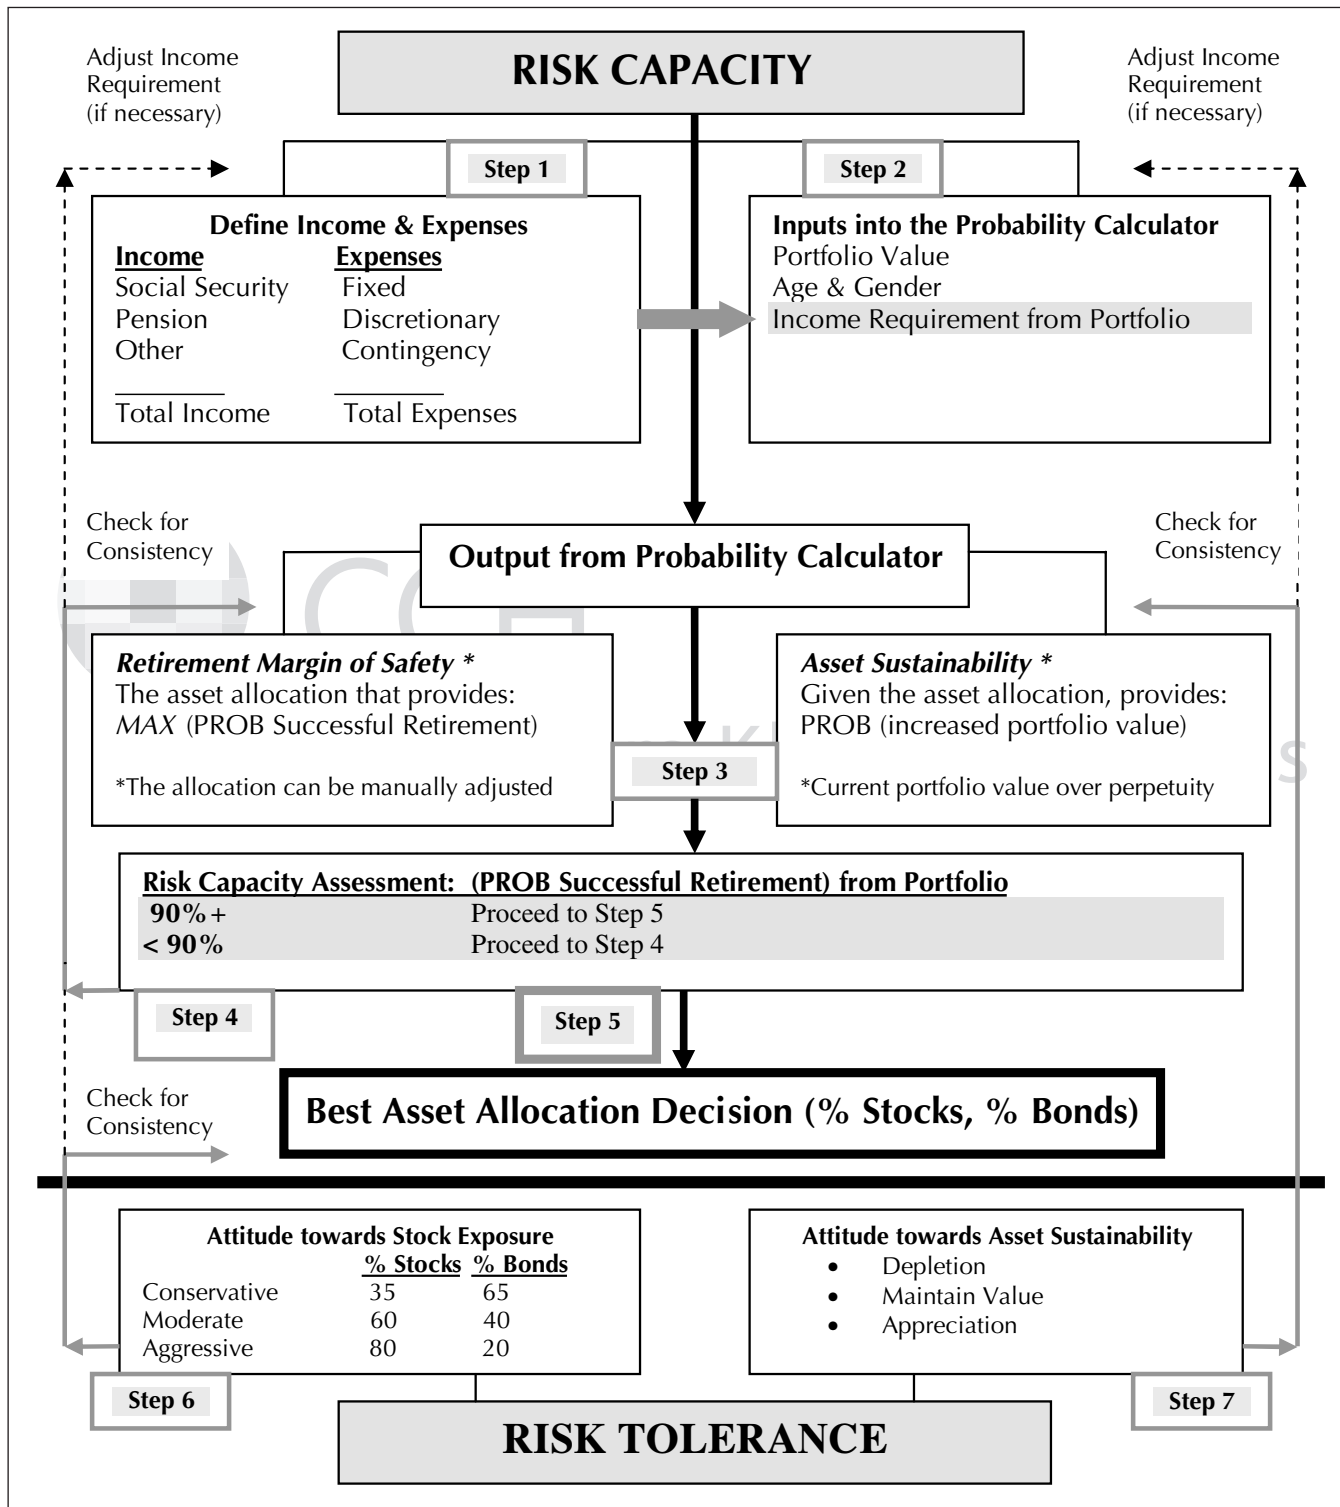 Adjust Income
Requirement
(if necessary)
RISK CAPACITY
Adjust Income
Requirement
(if necessary)
Step 1
Step 2
Define Income & Expenses
Income Expenses
Social Security Fixed
Pension Discretionary
Other Contingency
Total Income Total Expenses
Inputs into the Probability Calculator
Portfolio Value
Age & Gender
Income Requirement from Portfolio
Check for
Consistency
Output from Probability Calculator
Check for
Consistency
CCH
Retirement Margin of Safety *
The asset allocation that provides:
MAX (PROB Successful Retirement)
*The allocation can be manually adjusted
Asset Sustainability *
Given the asset allocation, provides:
PROB (increased portfolio value)
*Current portfolio value over perpetuity
Step 3
Risk Capacity Assessment: (PROB Successful Retirement) from Portfolio
90%+ Proceed to Step 5
< 90% Proceed to Step 4
Step 4
Step 5
Check for
Consistency
Best Asset Allocation Decision (% Stocks, % Bonds)
Attitude towards Stock Exposure
% Stocks % Bonds
Conservative 35 65
Moderate 60 40
Aggressive 80 20
Attitude towards Asset Sustainability
• Depletion
• Maintain Value
• Appreciation
Step 6
Step 7
RISK TOLERANCE